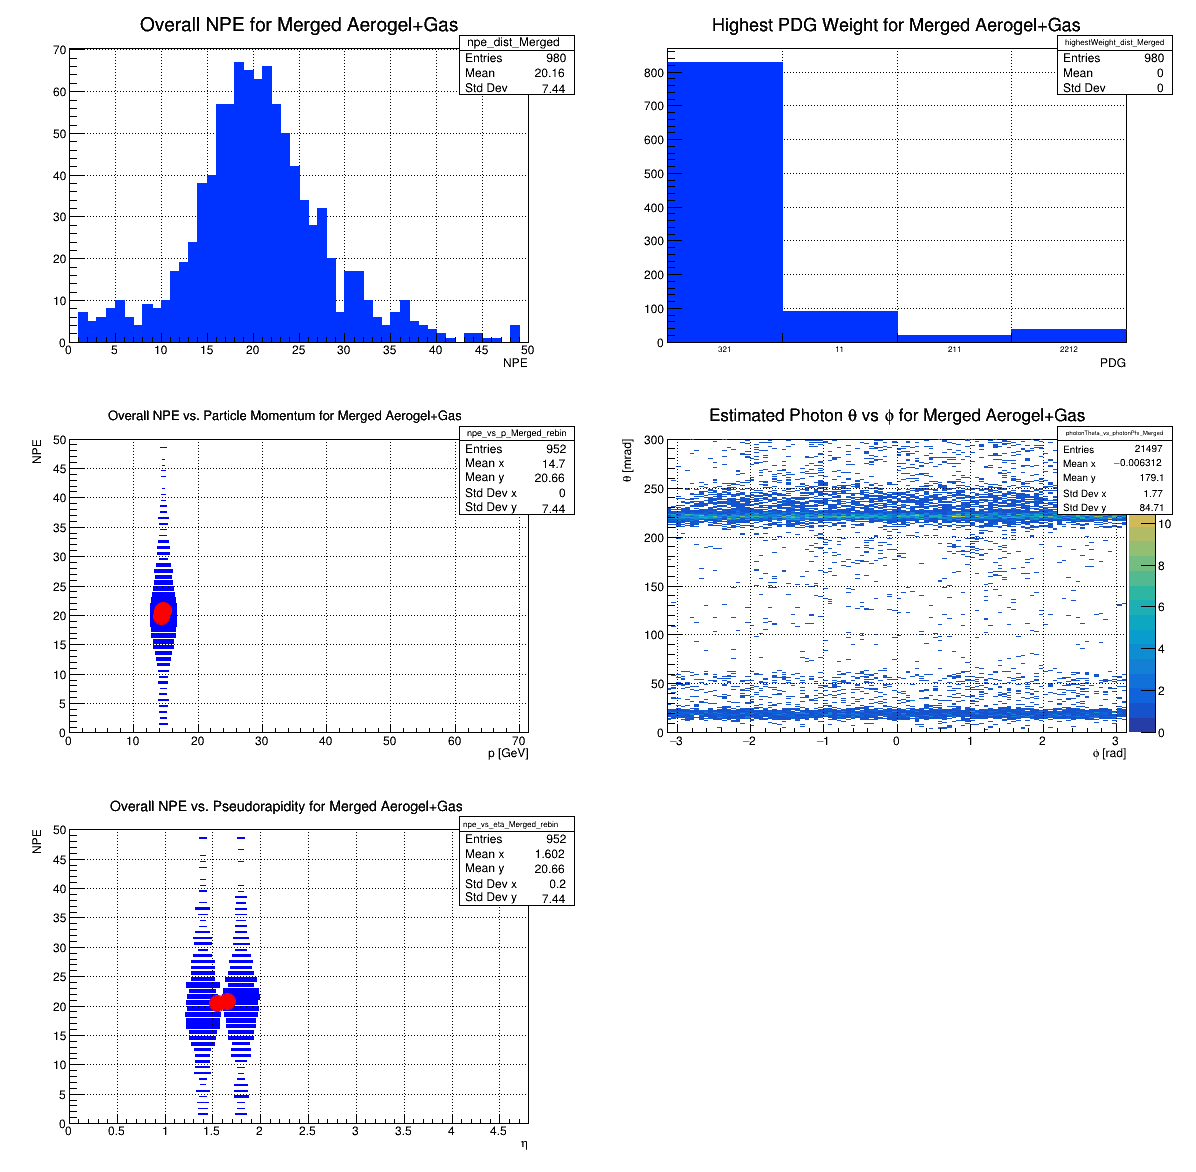 Overall NPE for Merged Aerogel+Gas
npe_dist_Merged
Entries 980
Mean 20.16
Std Dev 7.44
70
60
50
40
30
20
10
0
0 5 10 15 20 25 30 35 40 45 50
NPE
Highest PDG Weight for Merged Aerogel+Gas
highestWeight_dist_Merged
Entries 980
Mean 0
Std Dev 0
800
700
600
500
400
300
200
100
0
321 11 211 2212
PDG
Overall NPE vs. Particle Momentum for Merged Aerogel+Gas
NPE
npe_vs_p_Merged_rebin
Entries 952
Mean x 14.7
Mean y 20.66
Std Dev x 0
Std Dev y 7.44
50
45
40
35
30
25
20
15
10
5
0
0 10 20 30 40 50 60 70
p [GeV]
Estimated Photon θ vs ϕ for Merged Aerogel+Gas
θ [mrad]
photonTheta_vs_photonPhi_Merged
Entries 21497
Mean x −0.006312
Mean y 179.1
Std Dev x 1.77
Std Dev y 84.71
300
250
200
150
100
50
0
−3 −2 −1 0 1 2 3
ϕ [rad]
10
8
6
4
2
0
Overall NPE vs. Pseudorapidity for Merged Aerogel+Gas
NPE
npe_vs_eta_Merged_rebin
Entries 952
Mean x 1.602
Mean y 20.66
Std Dev x 0.2
Std Dev y 7.44
50
45
40
35
30
25
20
15
10
5
0
0 0.5 1 1.5 2 2.5 3 3.5 4 4.5
η